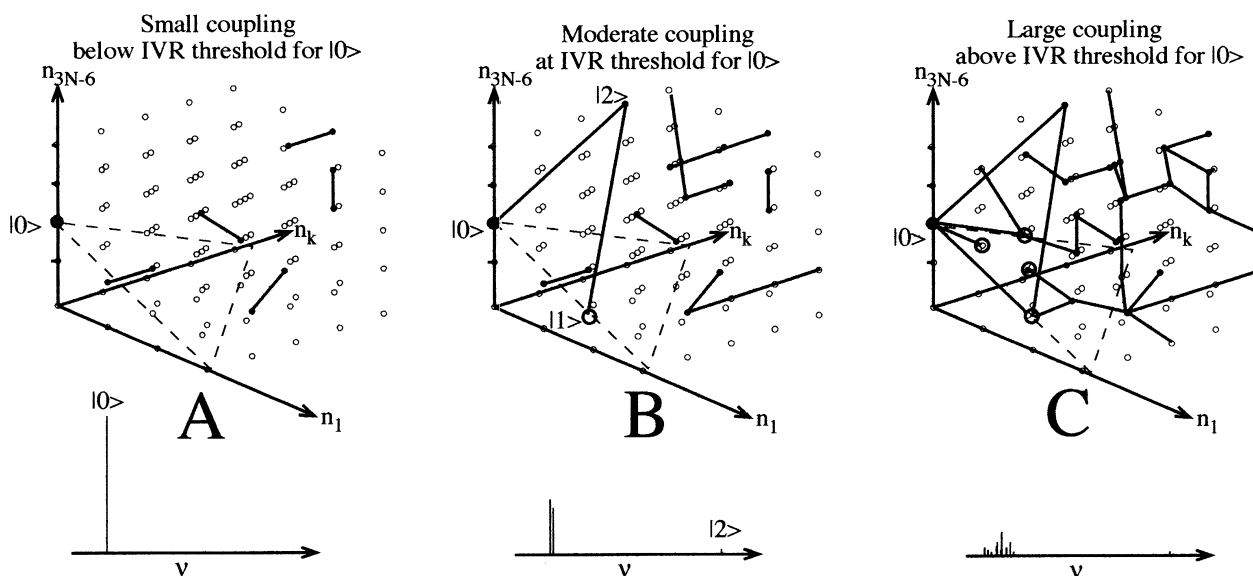 Small coupling
below IVR threshold for |0>
n3N-6
|0>
nk
n1
A
|0>
ν
Moderate coupling
at IVR threshold for |0>
n3N-6
|2>
|0>
nk
|1>
n1
B
|2>
ν
Large coupling
above IVR threshold for |0>
n3N-6
|0>
nk
n1
C
ν